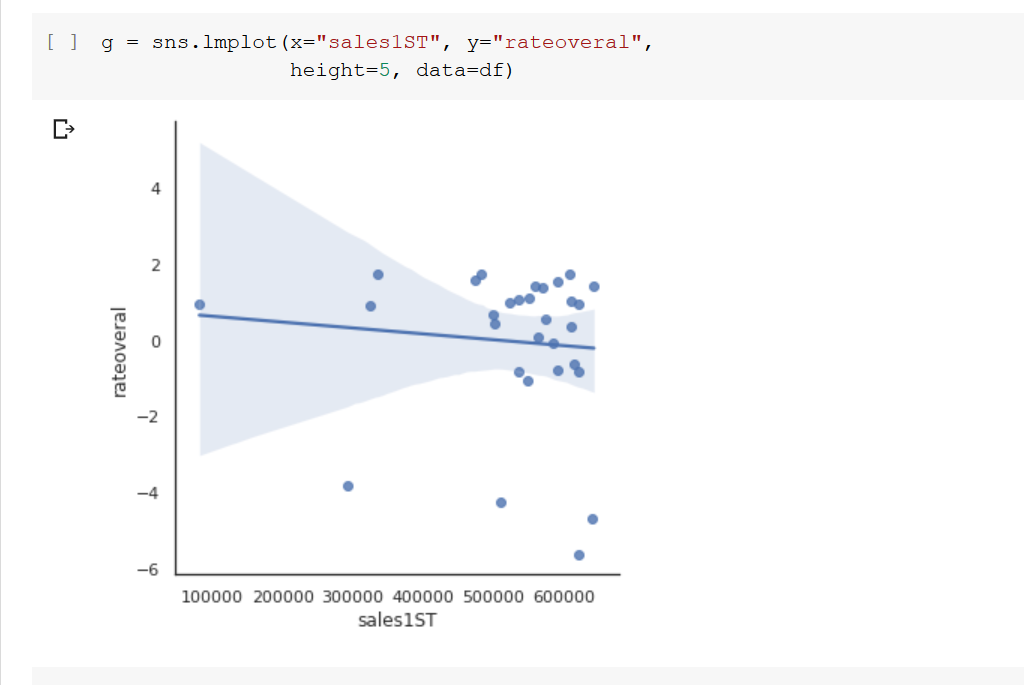 [ ] g = sns.lmplot(x="sales1ST", y="rateoveral",
height=5, data=df)
4
2
0
−2
−4
−6
rateoveral
100000 200000 300000 400000 500000 600000
sales1ST